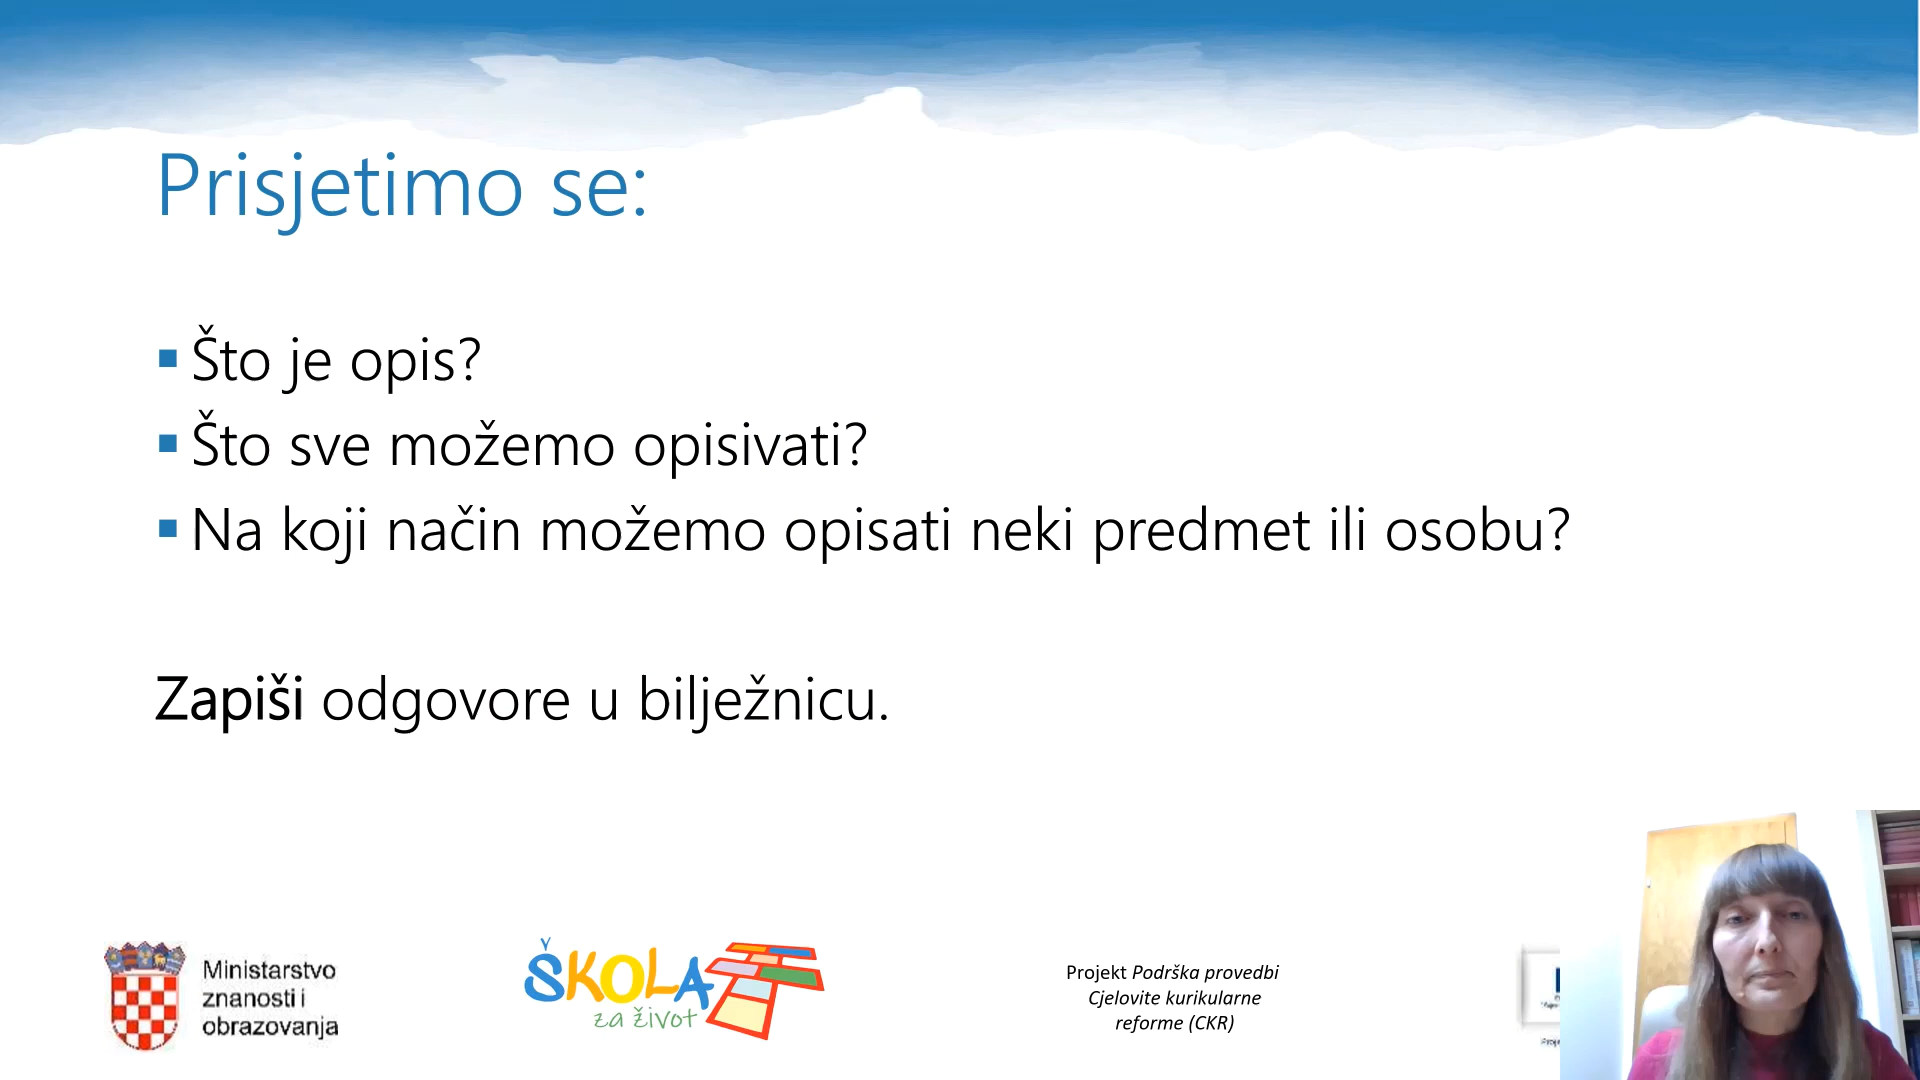 Prisjetimo se:
Što je opis?
Što sve možemo opisivati?
Na koji način možemo opisati neki predmet ili osobu?
Zapiši odgovore u bilježnicu.
Ministarstvo
znanosti i
obrazovanja
ŠKOLA
za život
Projekt Podrška provedbi
Cjelovite kurikularne
reforme (CKR)